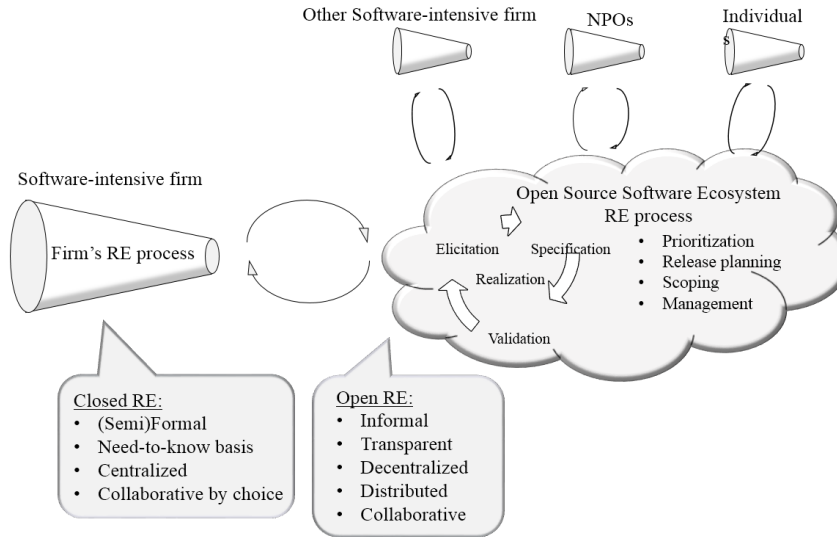 Other Software-intensive firm
NPOs
Individual
s
Software-intensive firm
Firm's RE process
Open Source Software Ecosystem
RE process
• Prioritization
• Release planning
• Scoping
• Management
Elicitation
Specification
Realization
Validation
Closed RE:
• (Semi)Formal
• Need-to-know basis
• Centralized
• Collaborative by choice
Open RE:
• Informal
• Transparent
• Decentralized
• Distributed
• Collaborative